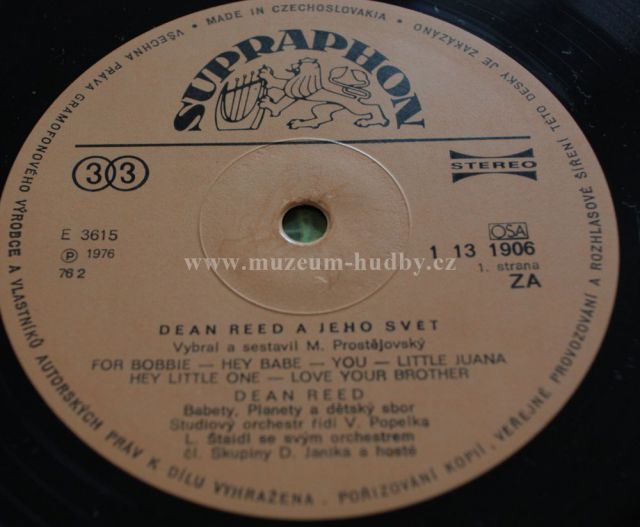 VŠECHNA PRÁVA GRAMOFONOVÉHO VÝROBCE A VLASTNÍKŮ AUTORSKÝCH PRÁV K DÍLU VYHRAŽENA. POŘIZOVÁNÍ KOPIÍ, VEŘEJNÉ PROVOZOVÁNÍ A ROZHLASOVÉ ŠÍŘENÍ TÉTO DESKY JE ZAKÁZÁNO
• MADE IN CZECHOSLOVAKIA •
SUPRAPHON
33
STEREO
E 3615
Ⓟ 1976
76 2
OSA
1 13 1906
1. strana
ZA
www.muzeum-hudby.cz
DEAN REED A JEHO SVĚT
Vybral a sestavil M. Prostějovský
FOR BOBBIE — HEY BABE — YOU — LITTLE JUANA
HEY LITTLE ONE — LOVE YOUR BROTHER
DEAN REED
Babety, Planety a dětský sbor
Studiový orchestr řídí V. Popelka
L. Štaidl se svým orchestrem
čl. Skupiny D. Janíka a hosté